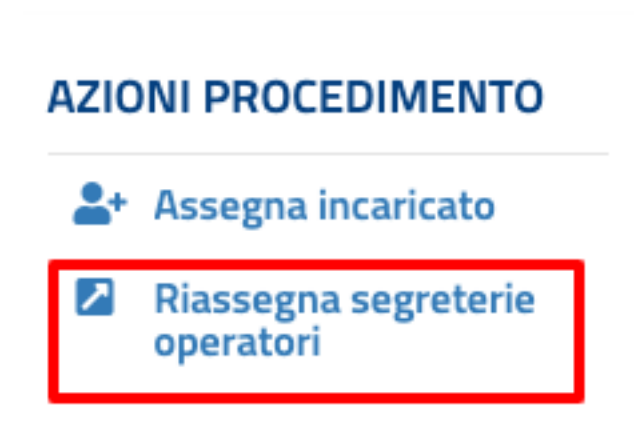 AZIONI PROCEDIMENTO
Assegna incaricato
Riassegna segreterie
operatori